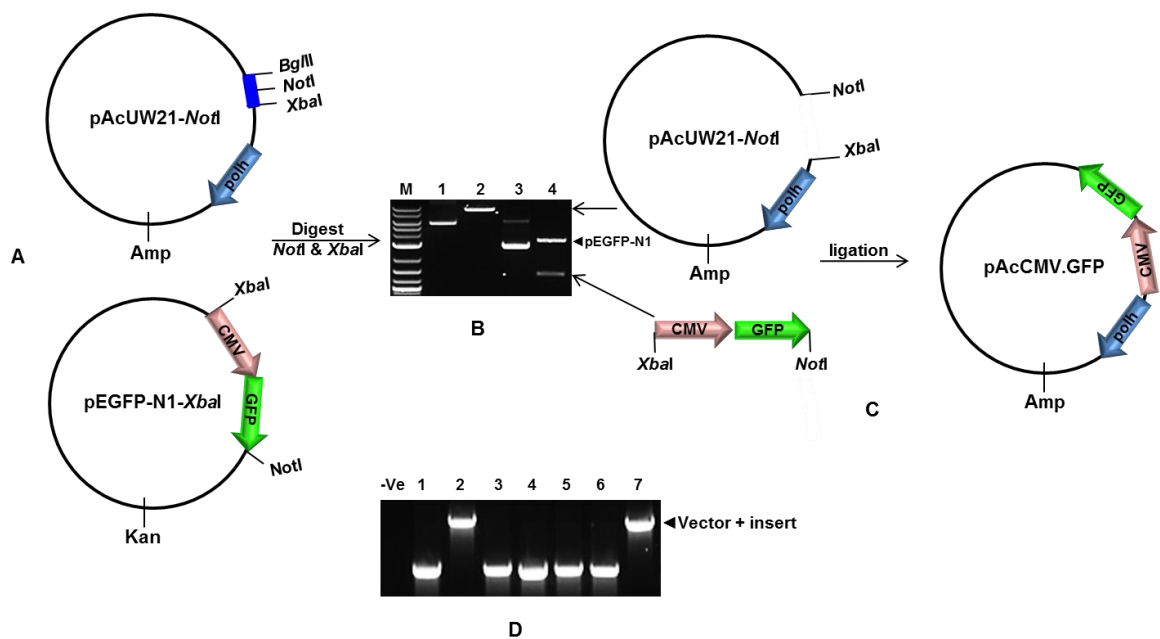 BglII
NotI
XbaI
pAcUW21-NotI
polh
Amp
A
XbaI
CMV
GFP
pEGFP-N1-XbaI
NotI
Kan
Digest
NotI & XbaI
M 1 2 3 4
pEGFP-N1
B
NotI
XbaI
pAcUW21-NotI
polh
Amp
CMV GFP
XbaI NotI
ligation
C
GFP
CMV
pAcCMV.GFP
polh
Amp
-Ve 1 2 3 4 5 6 7
Vector + insert
D